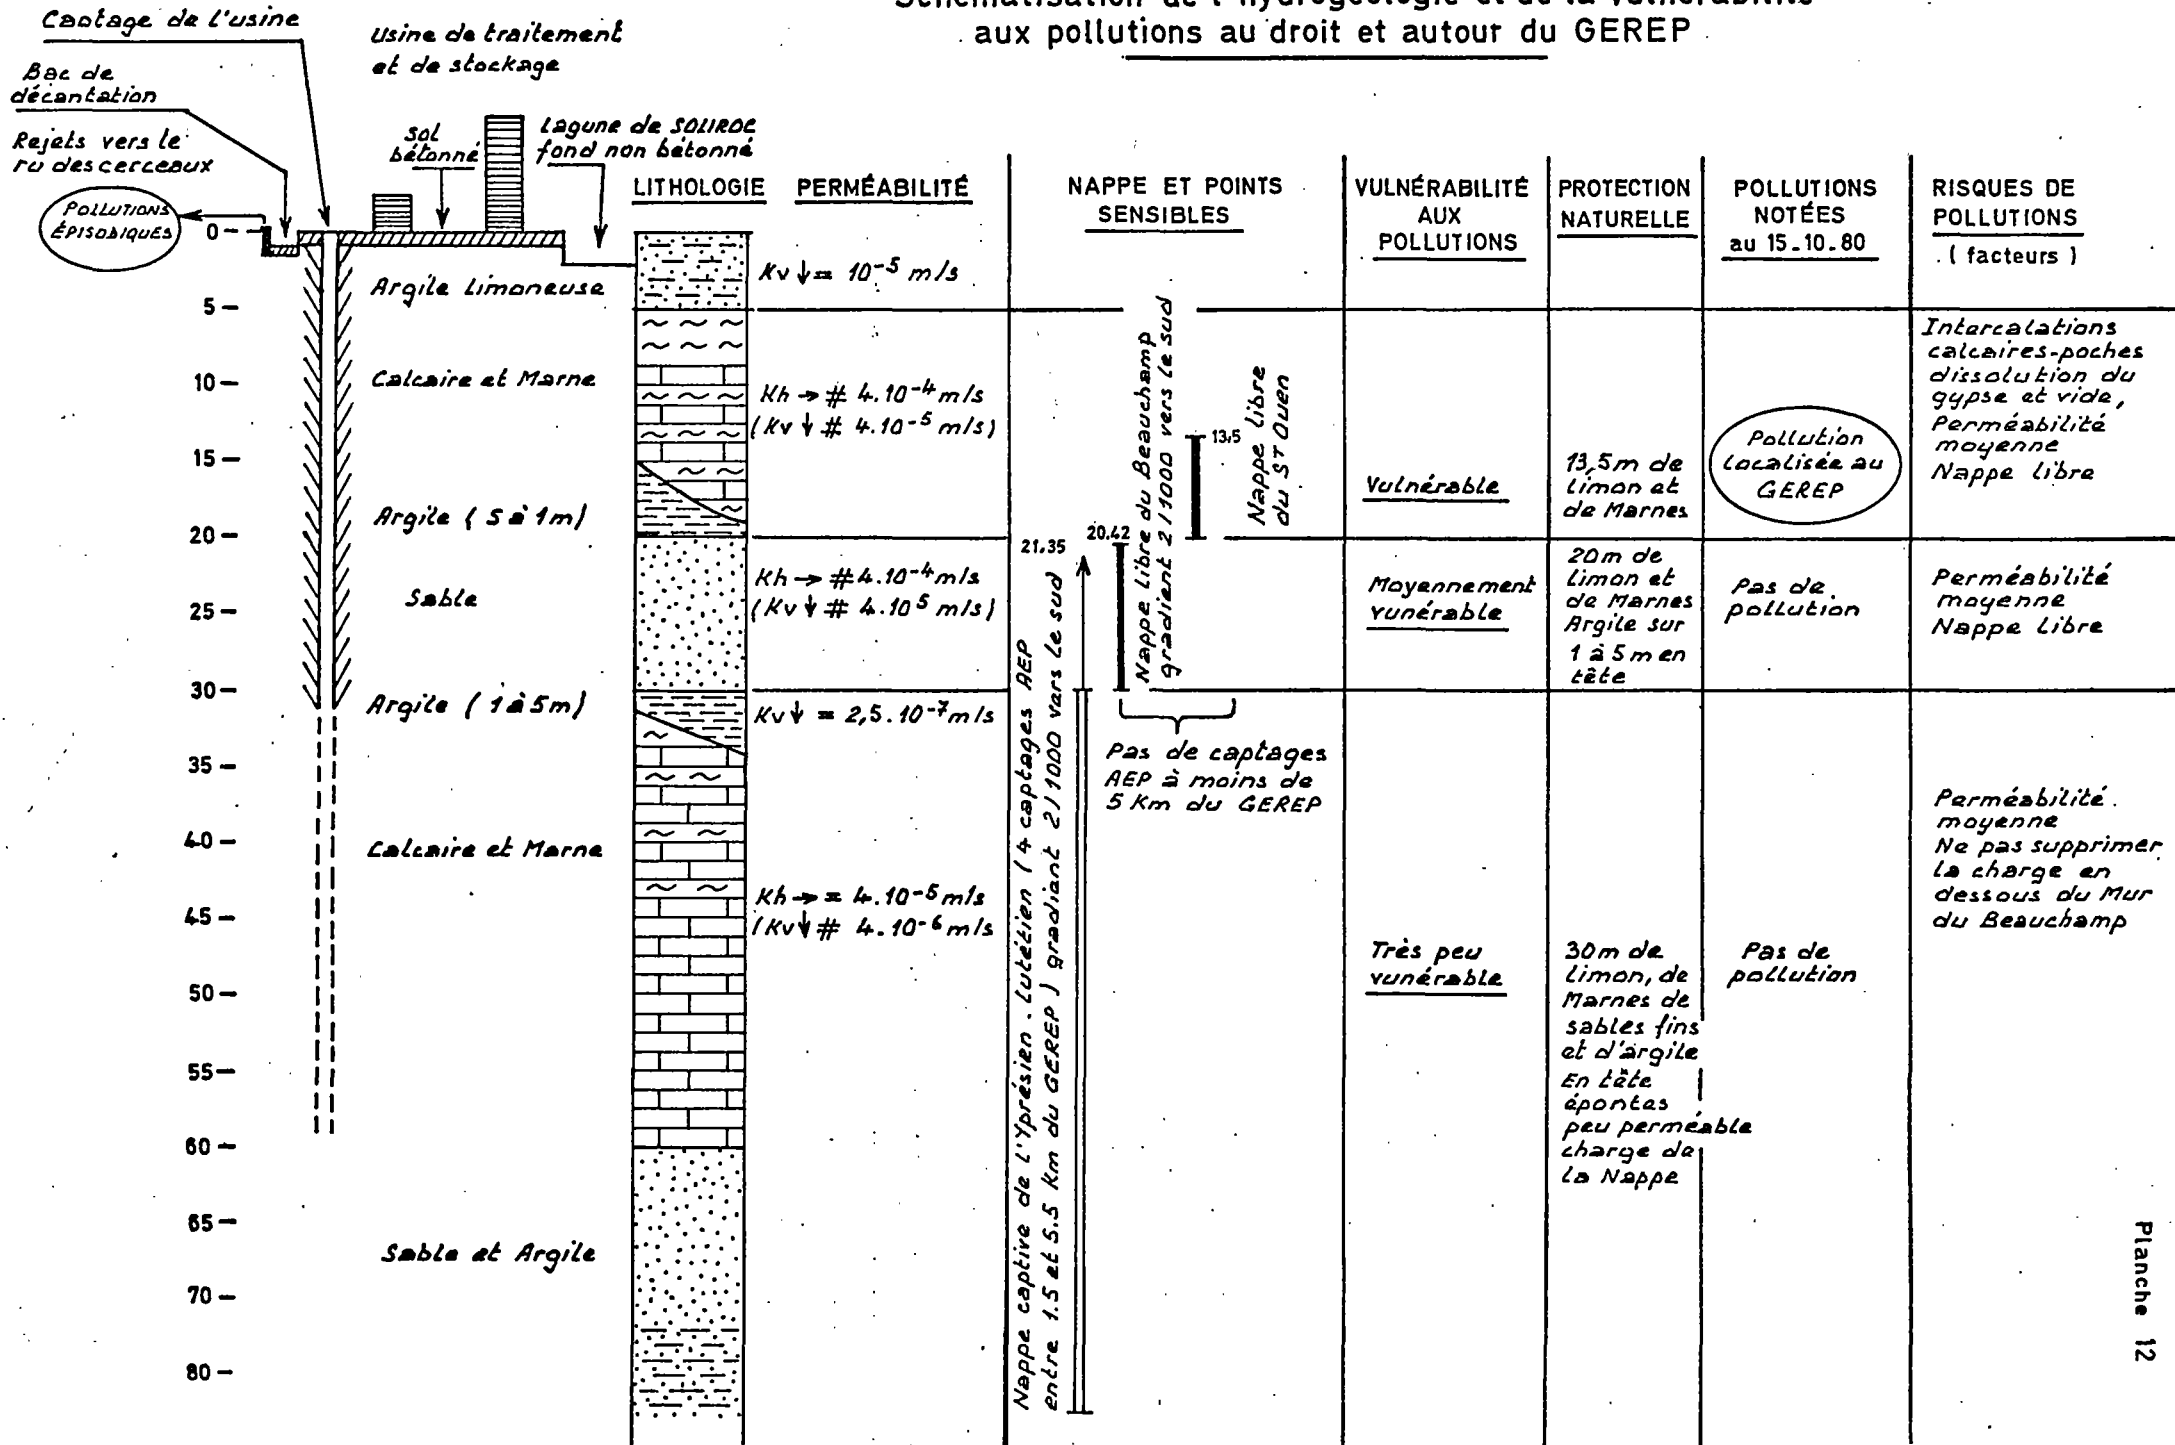 Schématisation de l'hydrogéologie et de la vulnérabilité
aux pollutions au droit et autour du GEREP
Captage de l'usine
Usine de traitement
et de stockage
Bac de
décantation
Rejets vers le
ru des cerceaux
POLLUTIONS
ÉPISODIQUES
sol
bétonné
Lagune de SOLIROC
fond non bétonné
LITHOLOGIE
PERMÉABILITÉ
NAPPE ET POINTS
SENSIBLES
VULNÉRABILITÉ
AUX
POLLUTIONS
PROTECTION
NATURELLE
POLLUTIONS
NOTÉES
au 15_10_80
RISQUES DE
POLLUTIONS
( facteurs )
0
5
10
15
20
25
30
35
40
45
50
55
60
65
70
80
Argile limoneuse
Calcaire et Marne
Argile ( 5 à 1m)
Sable
Argile ( 1 à 5m)
Calcaire et Marne
Sable et Argile
Kv ↓ = 10-5 m/s
Kh → # 4.10-4 m/s
( Kv ↓ # 4.10-5 m/s)
Kh → # 4.10-4 m/s
(Kv ↓ # 4.10 5 m/s)
Kv ↓ = 2,5.10-7 m/s
Kh → = 4.10-5 m/s
(Kv ↓ # 4.10-6 m/s
Nappe captive de l'Yprésien . Lutétien ( 4 captages AEP
entre 1.5 et 5.5 Km du GEREP ) gradient 2/1000 vers le sud
21.35
20.42
Nappe libre du Beauchamp
gradient 2/1000 vers le sud
13.5
Nappe libre
du ST Ouen
Pas de captages
AEP à moins de
5 Km du GEREP
Vulnérable
13,5m de
limon et
de Marnes
Pollution
localisée au
GEREP
Intercalations
calcaires-poches
dissolution du
gypse et vide,
Perméabilité
moyenne
Nappe libre
Moyennement
vunérable
20m de
limon et
de Marnes
Argile sur
1 à 5m en
tête
Pas de
pollution
Perméabilité
moyenne
Nappe libre
Très peu
vunérable
30m de
limon, de
Marnes de
sables fins
et d'argile
En tête
épontes
peu perméable
charge de
la Nappe
Pas de
pollution
Perméabilité.
moyenne
Ne pas supprimer
la charge en
dessous du Mur
du Beauchamp
Planche 12